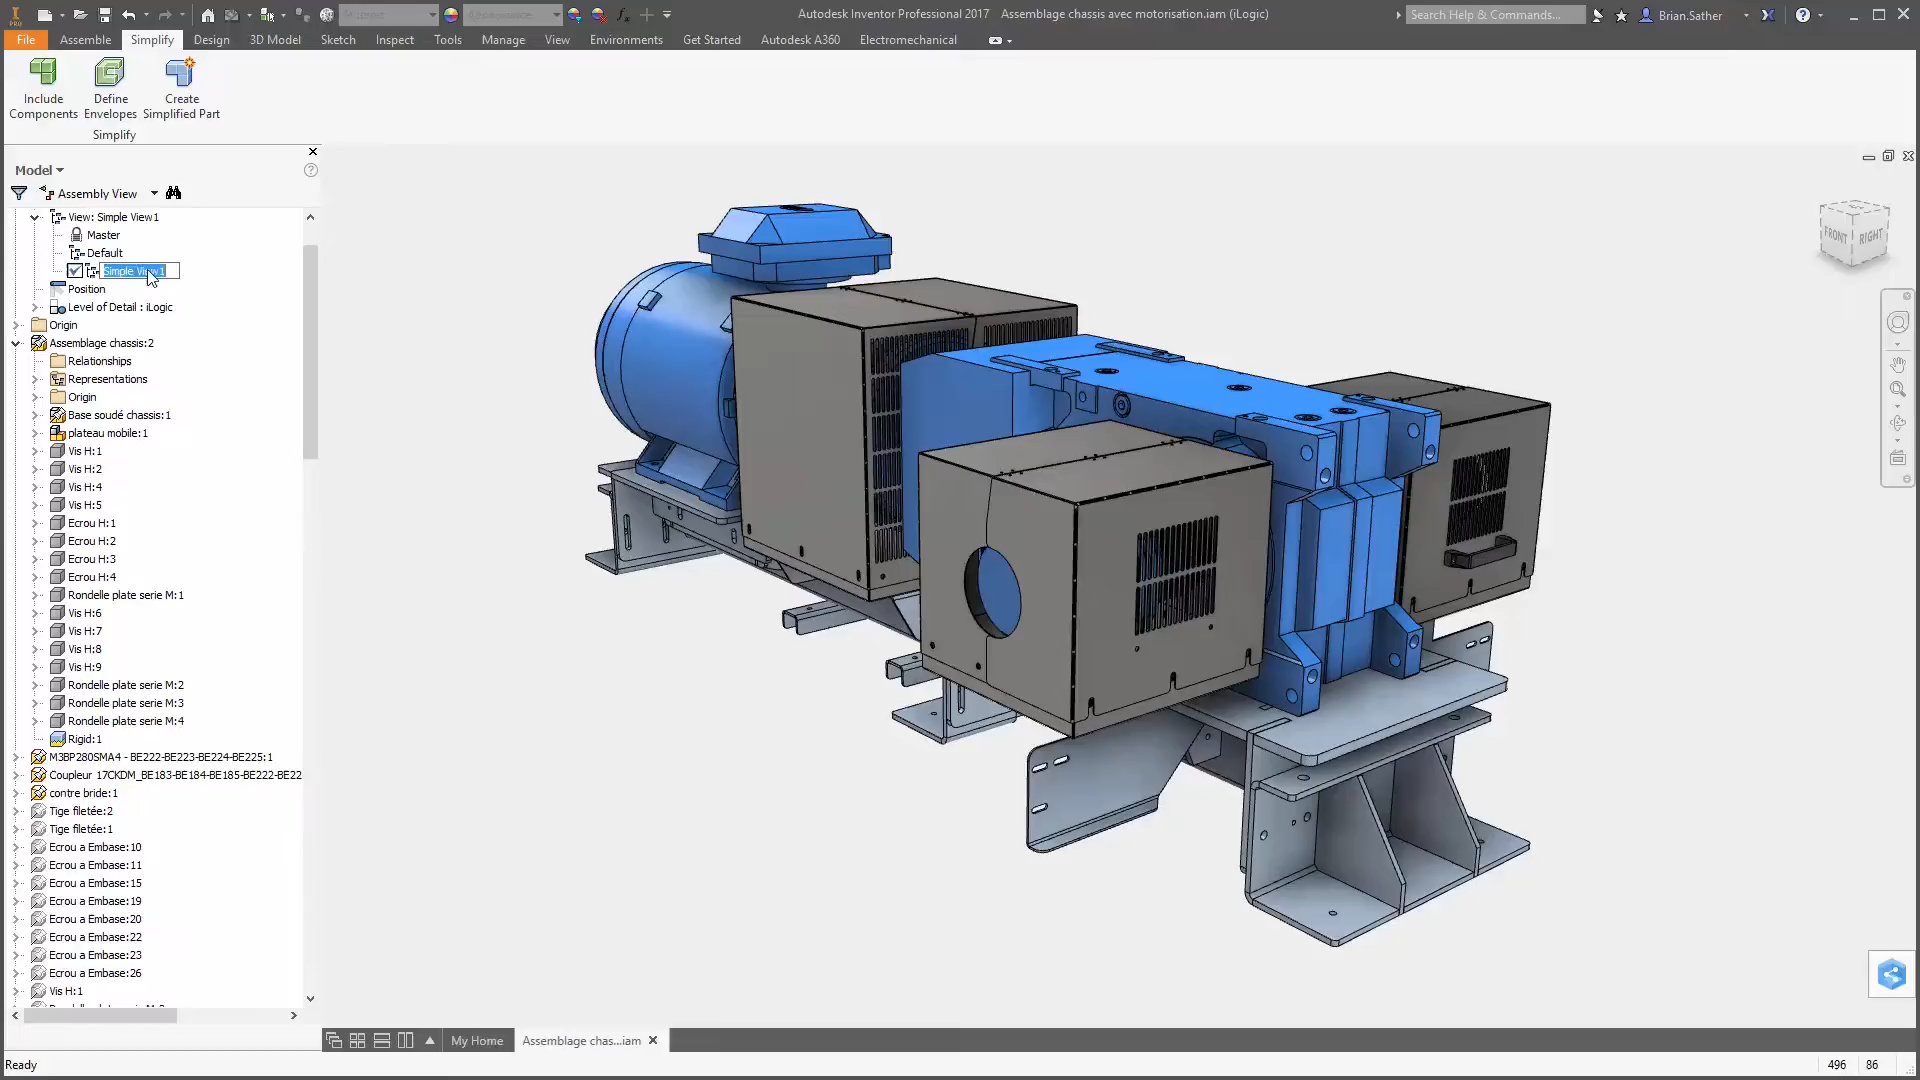 Autodesk Inventor Professional 2017 Assemblage chassis avec motorisation.iam (iLogic)
Search Help & Commands...
Brian.Sather
File Assemble Simplify Design 3D Model Sketch Inspect Tools Manage View Environments Get Started Autodesk A360 Electromechanical
Include Components
Define Envelopes
Create Simplified Part
Simplify
Model
Assembly View
View: Simple View1
Master
Default
Simple View1
Position
Level of Detail : iLogic
Origin
Assemblage chassis:2
Relationships
Representations
Origin
Base soudé chassis:1
plateau mobile:1
Vis H:1
Vis H:2
Vis H:4
Vis H:5
Ecrou H:1
Ecrou H:2
Ecrou H:3
Ecrou H:4
Rondelle plate serie M:1
Vis H:6
Vis H:7
Vis H:8
Vis H:9
Rondelle plate serie M:2
Rondelle plate serie M:3
Rondelle plate serie M:4
Rigid:1
M3BP280SMA4 - BE222-BE223-BE224-BE225:1
Coupleur 17CKDM_BE183-BE184-BE185-BE222-BE22
contre bride:1
Tige filetée:2
Tige filetée:1
Ecrou a Embase:10
Ecrou a Embase:11
Ecrou a Embase:15
Ecrou a Embase:19
Ecrou a Embase:20
Ecrou a Embase:22
Ecrou a Embase:23
Ecrou a Embase:26
Vis H:1
FRONT RIGHT
My Home
Assemblage chas...iam
Ready
496 86